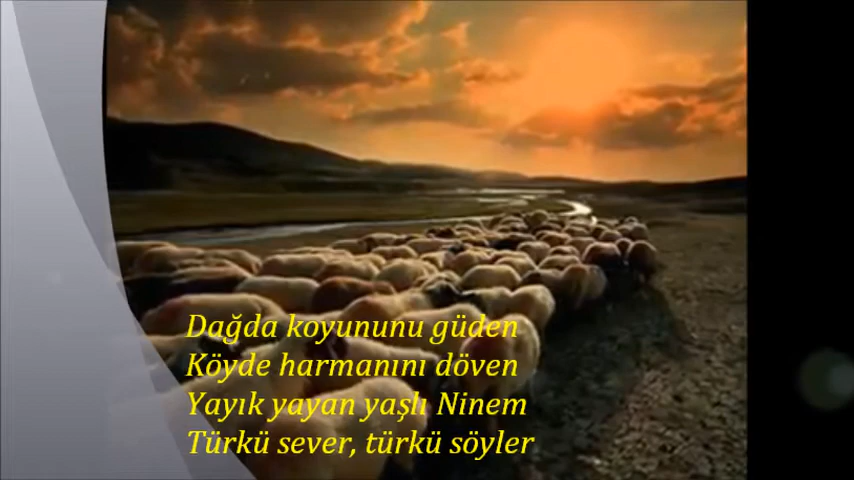 Dağda koyununu güden
Köyde harmanını döven
Yayık yayan yaşlı Ninem
Türkü sever, türkü söyler